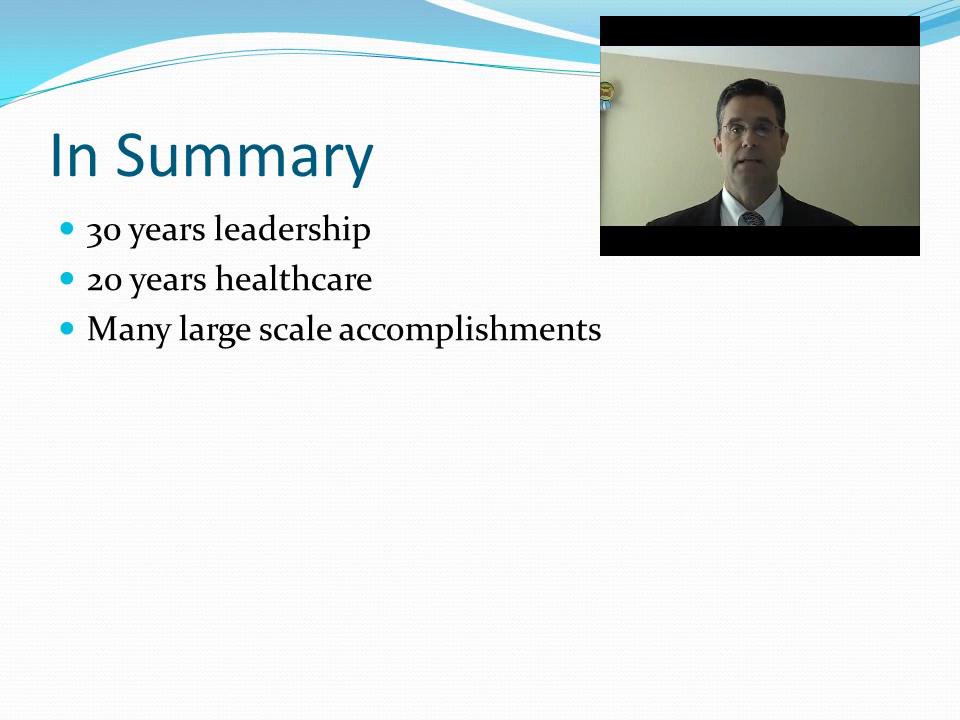 In Summary
30 years leadership
20 years healthcare
Many large scale accomplishments